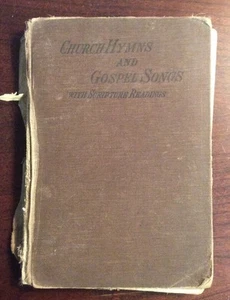 CHURCH HYMNS
AND
GOSPEL SONGS
WITH SCRIPTURE READINGS